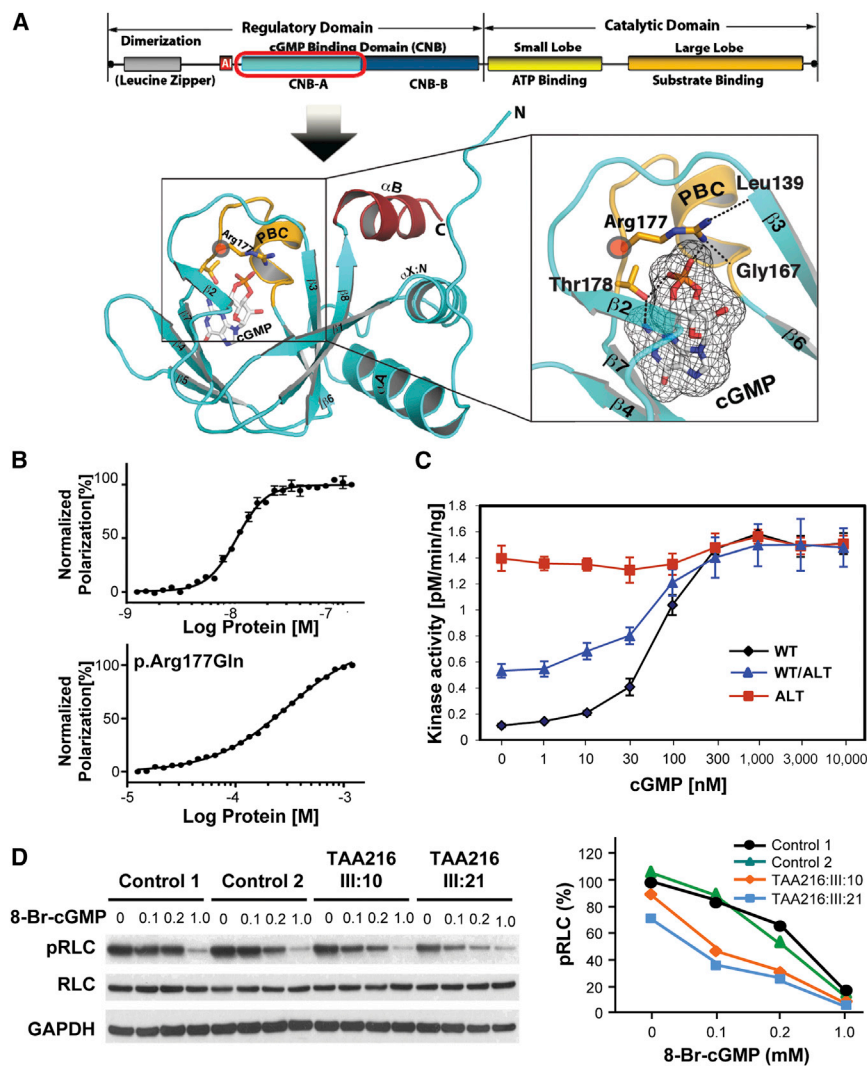 A
Regulatory Domain
Catalytic Domain
Dimerization
cGMP Binding Domain (CNB)
Small Lobe
Large Lobe
AI
(Leucine Zipper)
CNB-A
CNB-B
ATP Binding
Substrate Binding
N
αB
C
PBC
Arg177
β2
β3
β8
αX:N
cGMP
β1
β7
β4
β5
β6
αA
Leu139
PBC
β3
Arg177
Gly167
Thr178
β2
β6
β7
cGMP
β4
B
Normalized
Polarization[%]
100
50
0
-9
-8
-7
Log Protein [M]
p.Arg177Gln
Normalized
Polarization[%]
100
50
0
-5
-4
-3
Log Protein [M]
C
Kinase activity [pM/min/ng]
1.8
1.6
1.4
1.2
1
0.8
0.6
0.4
0.2
0
WT
WT/ALT
ALT
0 1 10 30 100 300 1,000 3,000 10,000
cGMP [nM]
D
Control 1
Control 2
TAA216
III:10
TAA216
III:21
8-Br-cGMP 0 0.1 0.2 1.0 0 0.1 0.2 1.0 0 0.1 0.2 1.0 0 0.1 0.2 1.0
pRLC
RLC
GAPDH
pRLC (%)
120
100
80
60
40
20
0
Control 1
Control 2
TAA216:III:10
TAA216:III:21
0 0.1 0.2 1.0
8-Br-cGMP (mM)